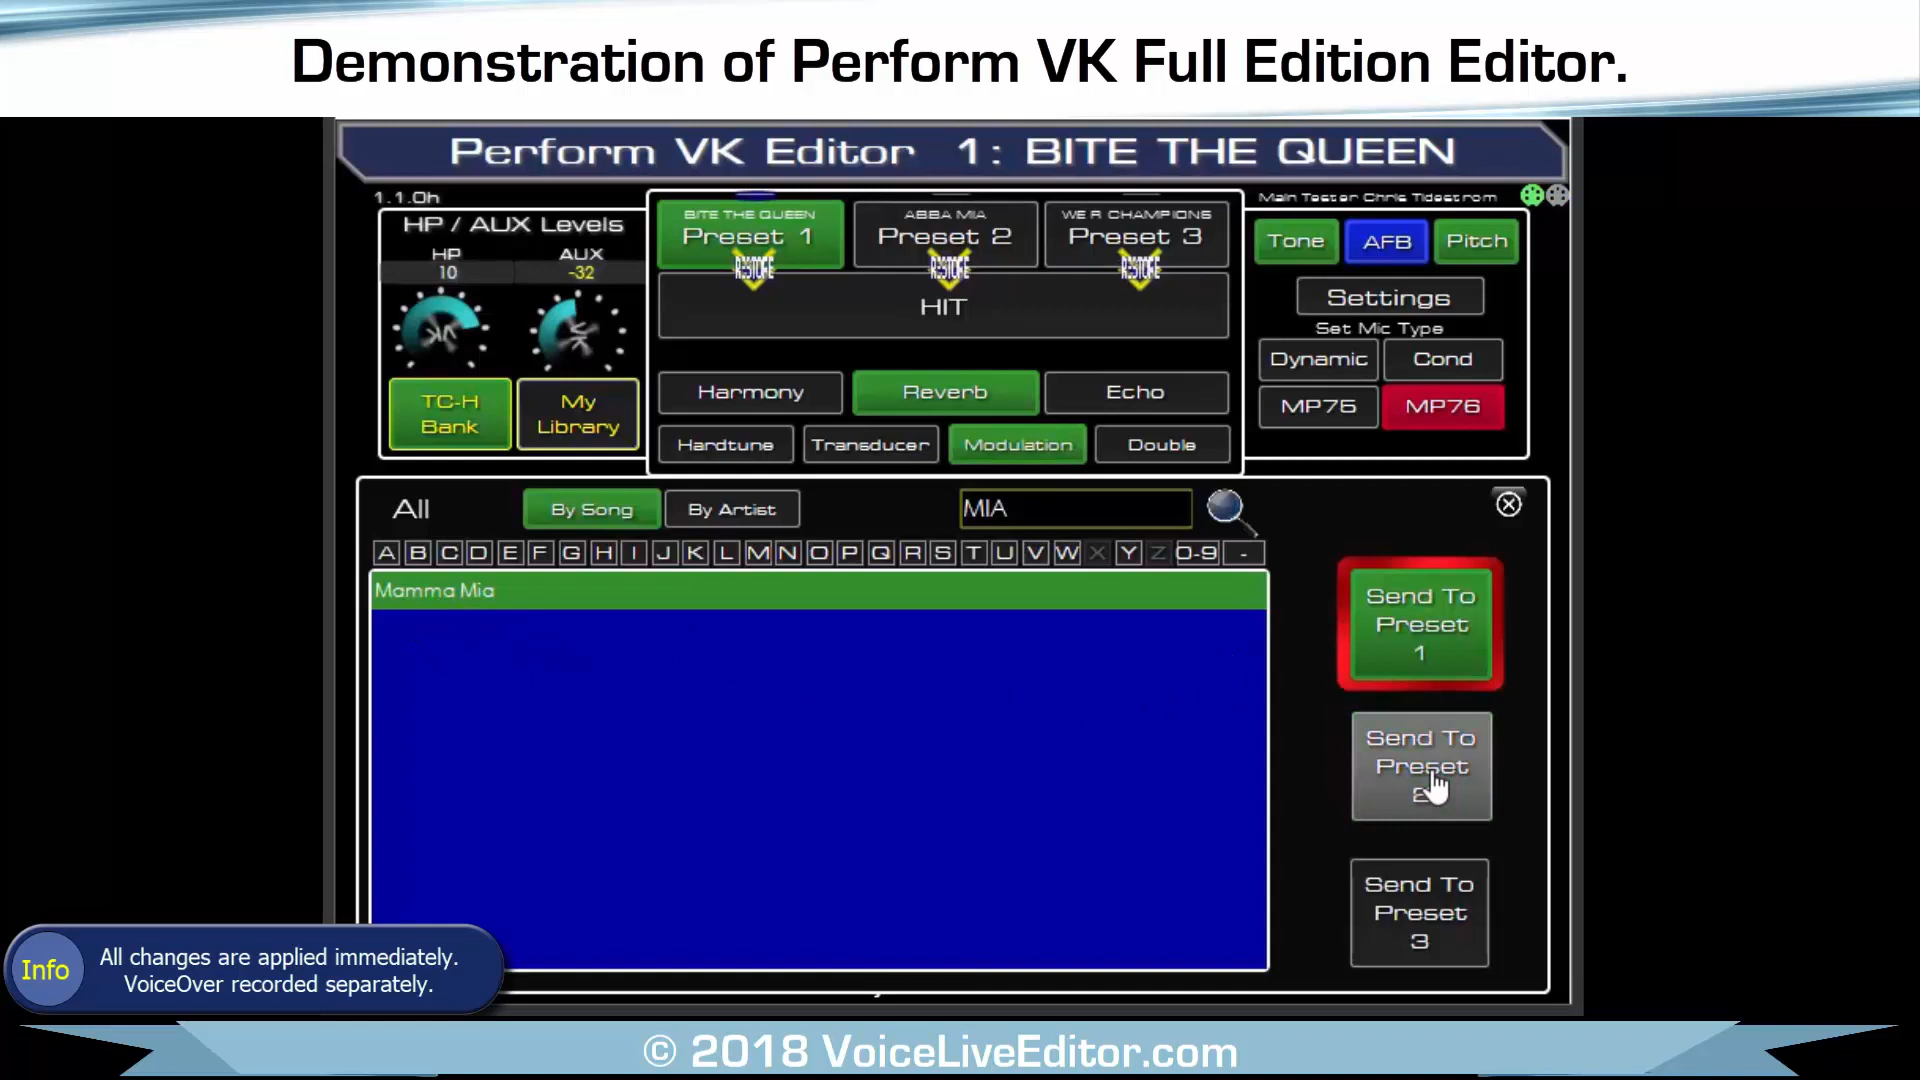 Demonstration of Perform VK Full Edition Editor.
Perform VK Editor 1: BITE THE QUEEN
1.1.0h
Main Tester Chris Tidestrom
HP / AUX Levels
HP
AUX
10
-32
TC-H
Bank
My
Library
BITE THE QUEEN
Preset 1
ABBA MIA
Preset 2
WE R CHAMPIONS
Preset 3
RESTORE
RESTORE
RESTORE
HIT
Harmony
Reverb
Echo
Hardtune
Transducer
Modulation
Double
Tone
AFB
Pitch
Settings
Set Mic Type
Dynamic
Cond
MP75
MP76
All
By Song
By Artist
MIA
A B C D E F G H I J K L M N O P Q R S T U V W X Y Z 0-9 -
Mamma Mia
Send To
Preset
1
Send To
Preset
2
Send To
Preset
3
Info
All changes are applied immediately.
VoiceOver recorded separately.
© 2018 VoiceLiveEditor.com